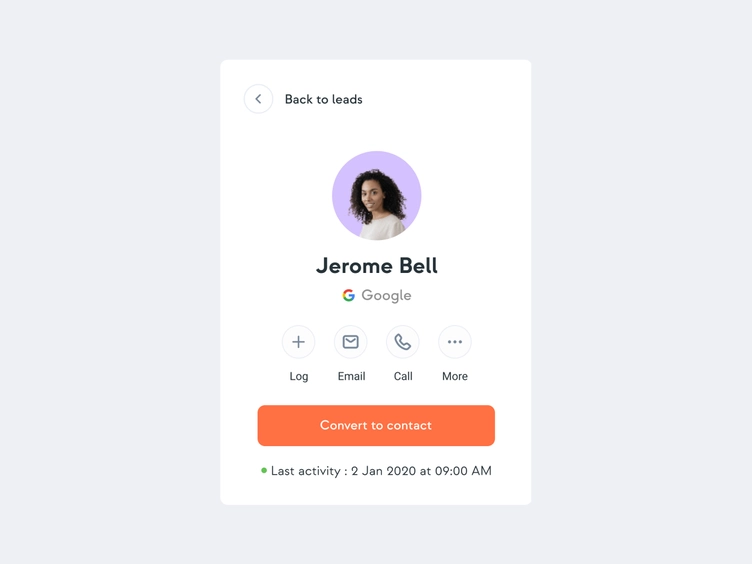 Back to leads
Jerome Bell
Google
Log Email Call More
Convert to contact
Last activity : 2 Jan 2020 at 09:00 AM